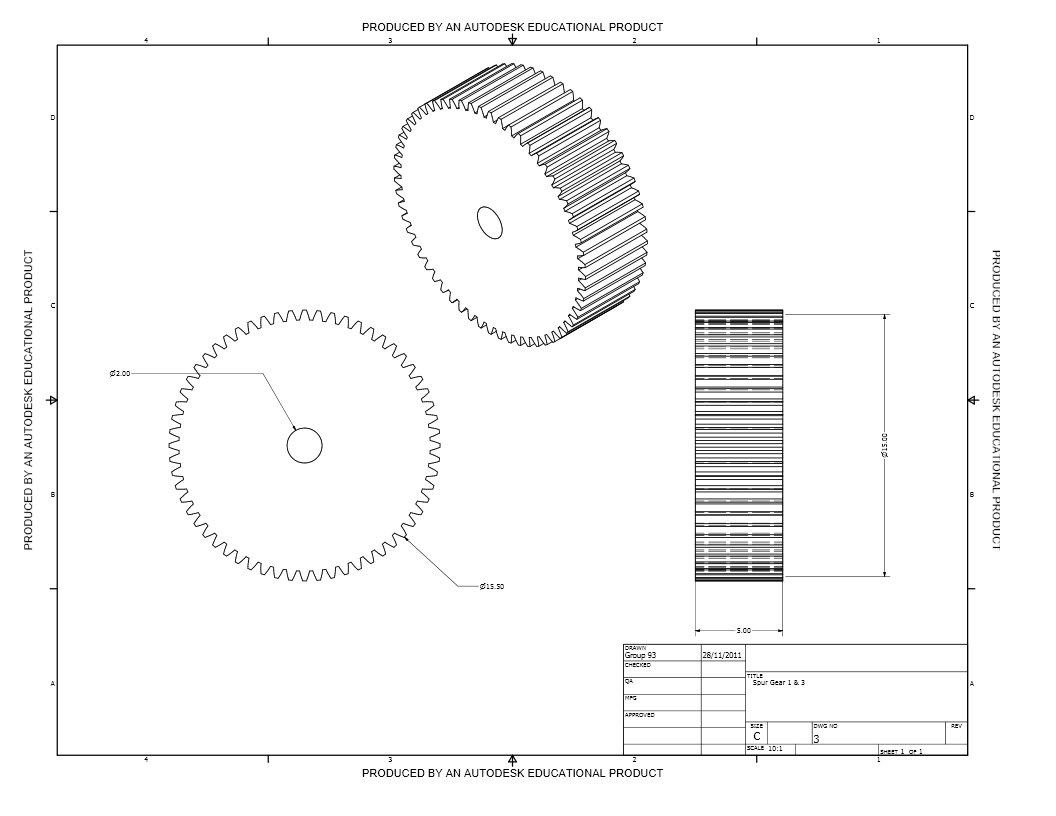 PRODUCED BY AN AUTODESK EDUCATIONAL PRODUCT
4 3 2 1
D D
PRODUCED BY AN AUTODESK EDUCATIONAL PRODUCT
PRODUCED BY AN AUTODESK EDUCATIONAL PRODUCT
C C
Ø2.00
Ø15.00
B B
Ø15.50
5.00
DRAWN
Group 93 28/11/2011
CHECKED
QA
MFG
APPROVED
TITLE
Spur Gear 1 & 3
A A
SIZE DWG NO REV
C 3
SCALE 10:1 SHEET 1 OF 1
4 3 2 1
PRODUCED BY AN AUTODESK EDUCATIONAL PRODUCT